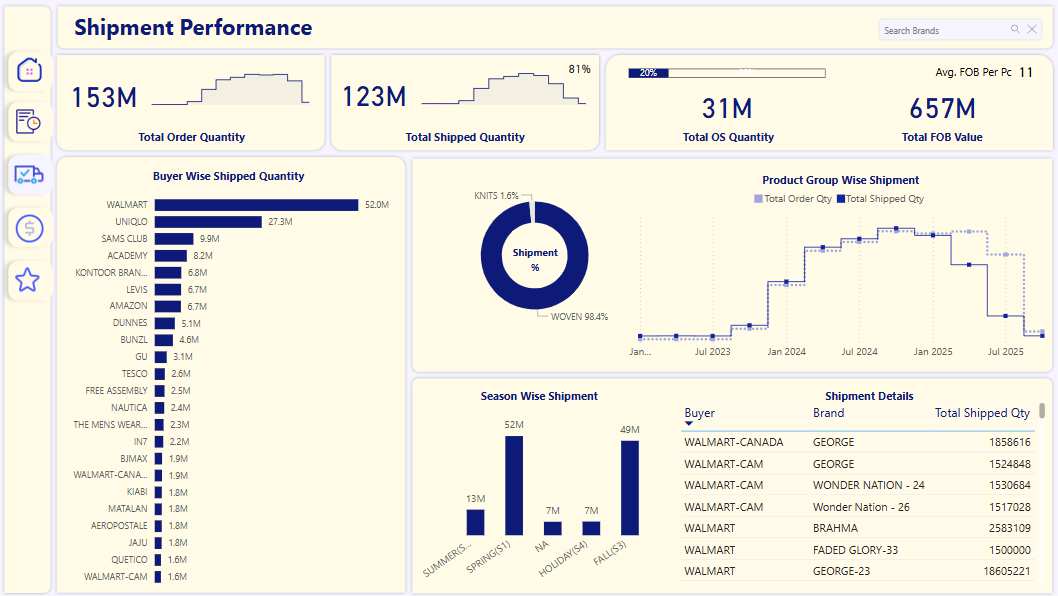 Shipment Performance
Search Brands
153M
Total Order Quantity
81%
123M
Total Shipped Quantity
20%
Avg. FOB Per Pc 11
31M
Total OS Quantity
657M
Total FOB Value
Buyer Wise Shipped Quantity
WALMART 52.0M
UNIQLO 27.3M
SAMS CLUB 9.9M
ACADEMY 8.2M
KONTOOR BRAN... 6.8M
LEVIS 6.7M
AMAZON 6.7M
DUNNES 5.1M
BUNZL 4.6M
GU 3.1M
TESCO 2.6M
FREE ASSEMBLY 2.5M
NAUTICA 2.4M
THE MENS WEAR... 2.3M
IN7 2.2M
BJMAX 1.9M
WALMART-CANA... 1.9M
KIABI 1.8M
MATALAN 1.8M
AEROPOSTALE 1.8M
JAJU 1.8M
QUETICO 1.6M
WALMART-CAM 1.6M
KNITS 1.6%
Shipment
%
WOVEN 98.4%
Product Group Wise Shipment
Total Order Qty Total Shipped Qty
Jan... Jul 2023 Jan 2024 Jul 2024 Jan 2025 Jul 2025
Season Wise Shipment
13M 52M 7M 7M 49M
SUMMER(S... SPRING(S1) NA HOLIDAY(S4) FALL(S3)
Shipment Details
Buyer Brand Total Shipped Qty
WALMART-CANADA GEORGE 1858616
WALMART-CAM GEORGE 1524848
WALMART-CAM WONDER NATION - 24 1530684
WALMART-CAM Wonder Nation - 26 1517028
WALMART BRAHMA 2583109
WALMART FADED GLORY-33 1500000
WALMART GEORGE-23 18605221